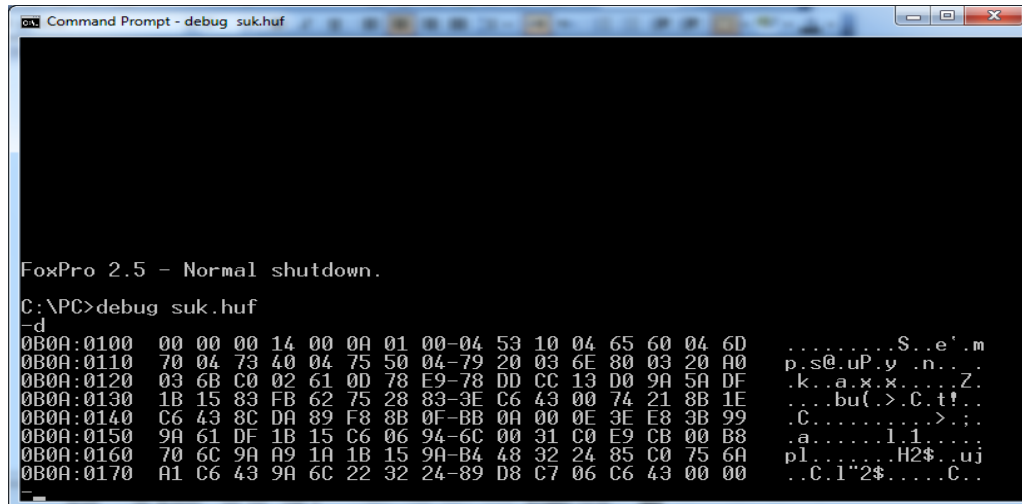 Command Prompt - debug suk.huf
FoxPro 2.5 - Normal shutdown.
C:\PC>debug suk.huf
-d
0B0A:0100 00 00 00 14 00 0A 01 00-04 53 10 04 65 60 04 6D .........S..e`.m
0B0A:0110 70 04 73 40 04 75 50 04-79 20 03 6E 80 03 20 A0 p.s@.uP.y .n.. .
0B0A:0120 03 6B C0 02 61 0D 78 E9-78 DD CC 13 D0 9A 5A DF .k..a.x.x.....Z.
0B0A:0130 1B 15 83 FB 62 75 28 83-3E C6 43 00 74 21 8B 1E ....bu(.>.C.t!..
0B0A:0140 C6 43 8C DA 89 F8 8B 0F-BB 0A 00 0E 3E E8 3B 99 .C..........>.;.
0B0A:0150 9A 61 DF 1B 15 C6 06 94-6C 00 31 C0 E9 CB 00 B8 .a......l.1.....
0B0A:0160 70 6C 9A A9 1A 1B 15 9A-B4 48 32 24 85 C0 75 6A pl.......H2$..uj
0B0A:0170 A1 C6 43 9A 6C 22 32 24-89 D8 C7 06 C6 43 00 00 ..C.l"2$.....C..
-